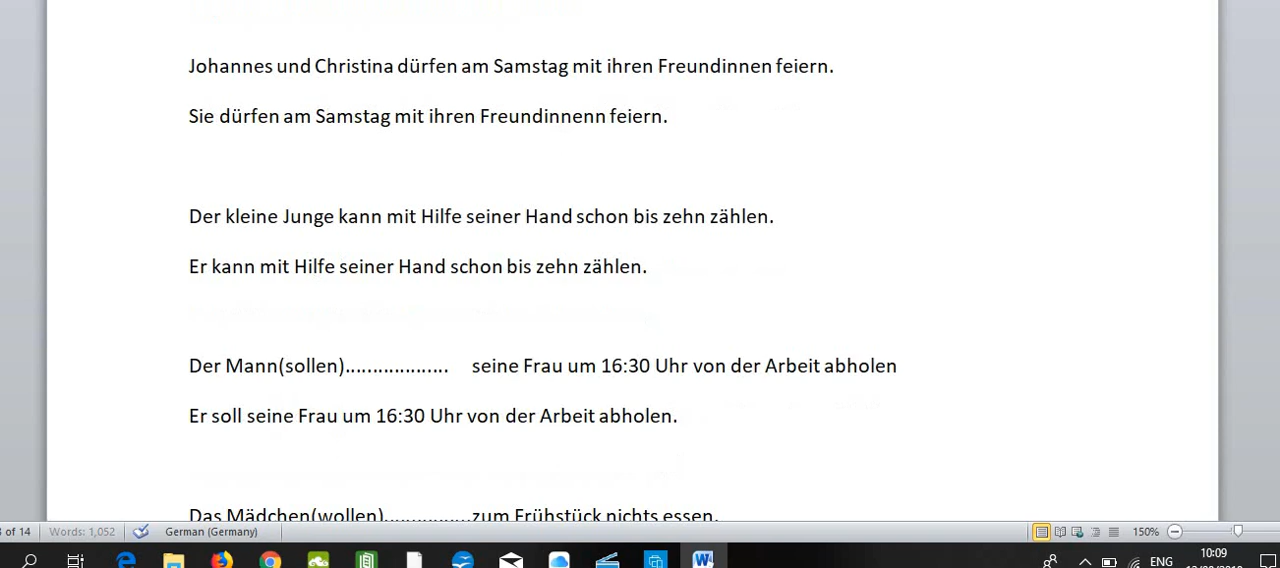 Johannes und Christina dürfen am Samstag mit ihren Freundinnen feiern.
Sie dürfen am Samstag mit ihren Freundinnenn feiern.
Der kleine Junge kann mit Hilfe seiner Hand schon bis zehn zählen.
Er kann mit Hilfe seiner Hand schon bis zehn zählen.
Der Mann(sollen)................... seine Frau um 16:30 Uhr von der Arbeit abholen
Er soll seine Frau um 16:30 Uhr von der Arbeit abholen.
Das Mädchen(wollen)................zum Frühstück nichts essen.
of 14 Words: 1,052 German (Germany) 150%
W ENG 10:09